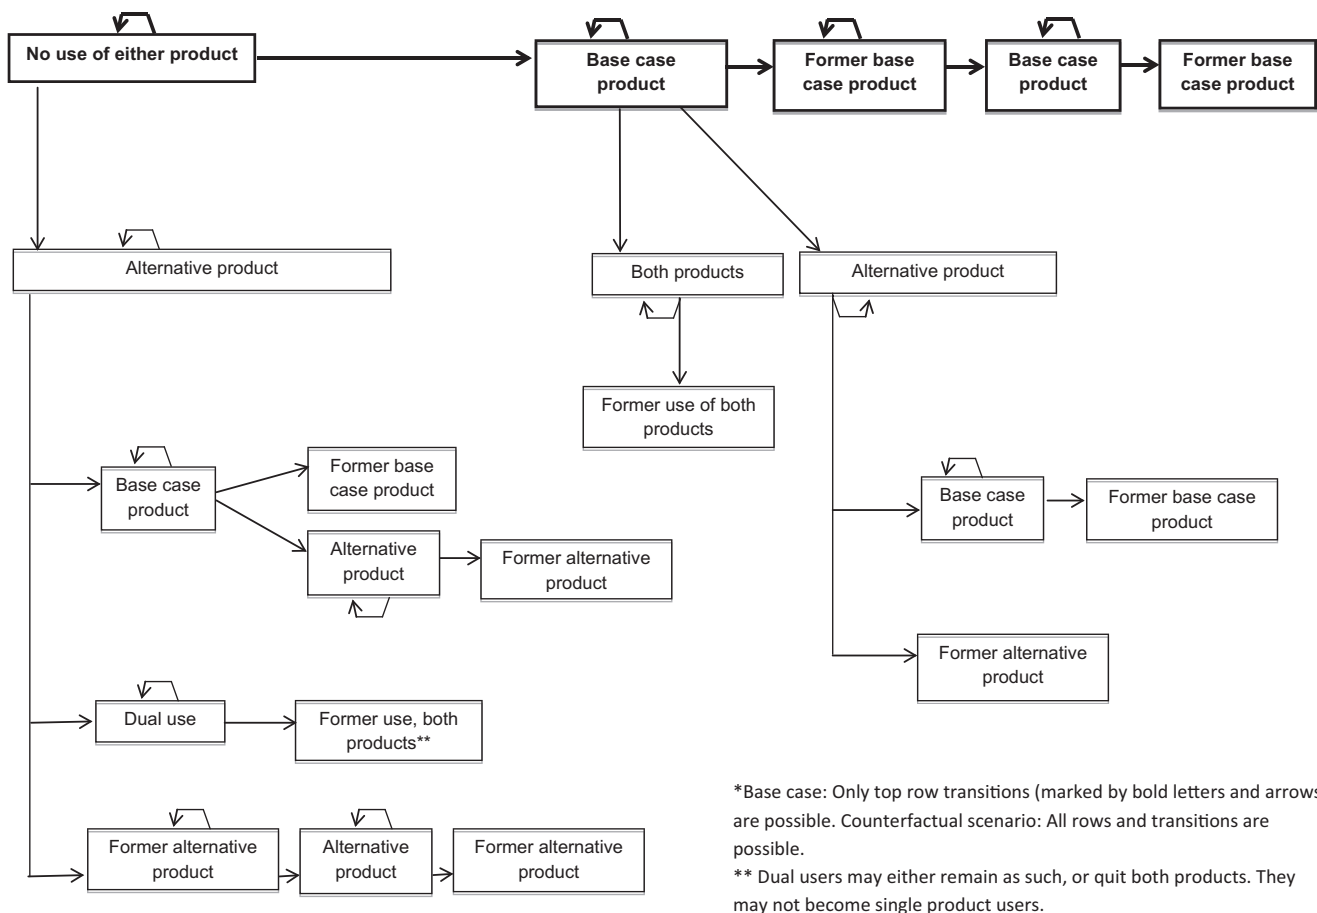 No use of either product
Base case
product
Former base
case product
Base case
product
Former base
case product
Alternative product
Both products
Alternative product
Former use of both
products
Base case
product
Former base
case product
Alternative
product
Former alternative
product
Base case
product
Former base case
product
Former alternative
product
Dual use
Former use, both
products**
Former alternative
product
Alternative
product
Former alternative
product
*Base case: Only top row transitions (marked by bold letters and arrows
are possible. Counterfactual scenario: All rows and transitions are
possible.
** Dual users may either remain as such, or quit both products. They
may not become single product users.